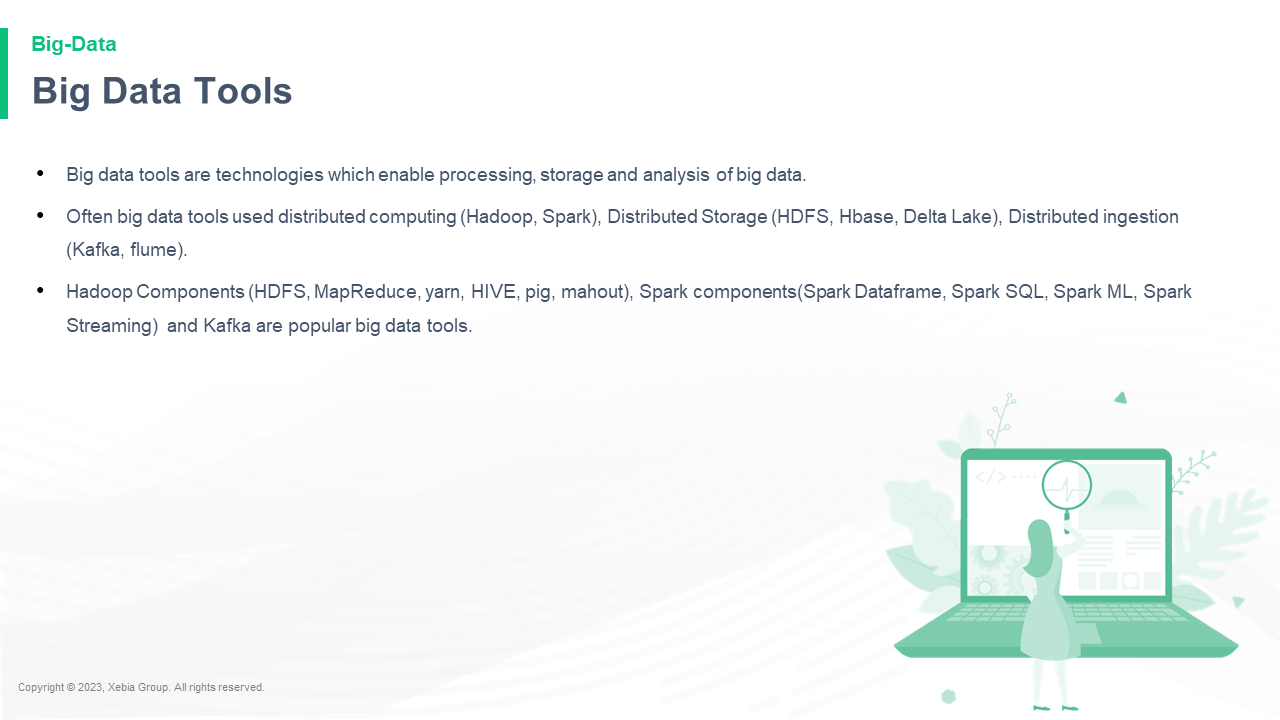 Big-Data
Big Data Tools
• Big data tools are technologies which enable processing, storage and analysis of big data.
• Often big data tools used distributed computing (Hadoop, Spark), Distributed Storage (HDFS, Hbase, Delta Lake), Distributed ingestion
(Kafka, flume).
• Hadoop Components (HDFS, MapReduce, yarn, HIVE, pig, mahout), Spark components(Spark Dataframe, Spark SQL, Spark ML, Spark
Streaming) and Kafka are popular big data tools.
</>
Copyright © 2023, Xebia Group. All rights reserved.